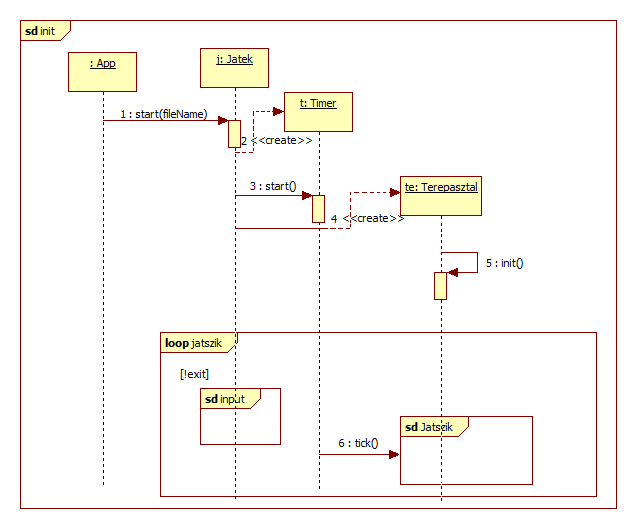 sd init
: App
j: Jatek
t: Timer
1 : start(fileName)
2 <<create>>
3 : start()
te: Terepasztal
4 <<create>>
5 : init()
loop jatszik
[!exit]
sd input
sd Jatszik
6 : tick()